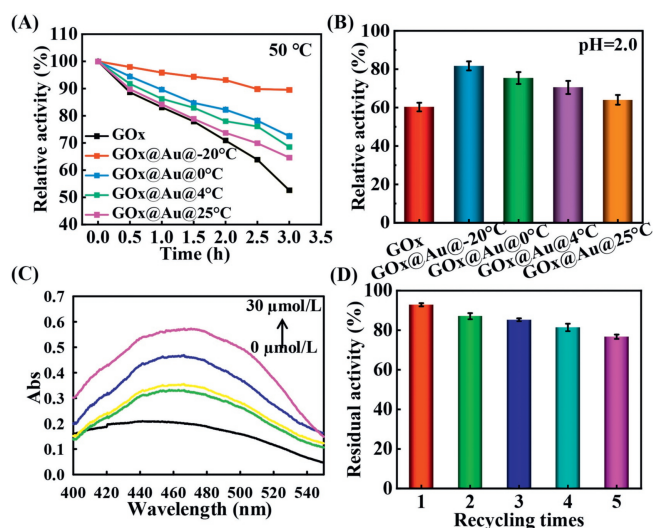 (A)
50 °C
Relative activity (%)
110
100
90
80
70
60
50
40
GOx
GOx@Au@-20°C
GOx@Au@0°C
GOx@Au@4°C
GOx@Au@25°C
0.0 0.5 1.0 1.5 2.0 2.5 3.0 3.5
Time (h)
(B)
pH=2.0
Relative activity (%)
100
80
60
40
20
0
GOx
GOx@Au@-20°C
GOx@Au@0°C
GOx@Au@4°C
GOx@Au@25°C
(C)
30 µmol/L
0 µmol/L
Abs
0.7
0.6
0.5
0.4
0.3
0.2
0.1
0.0
400 420 440 460 480 500 520 540
Wavelength (nm)
(D)
Residual activity (%)
100
80
60
40
20
0
1 2 3 4 5
Recycling times